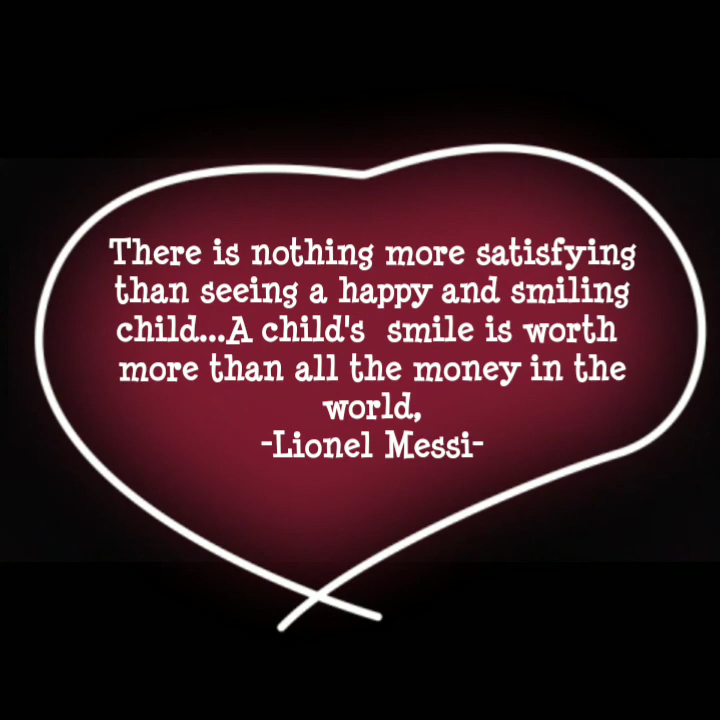 There is nothing more satisfying
than seeing a happy and smiling
child...A child's  smile is worth
more than all the money in the
world,
-Lionel Messi-